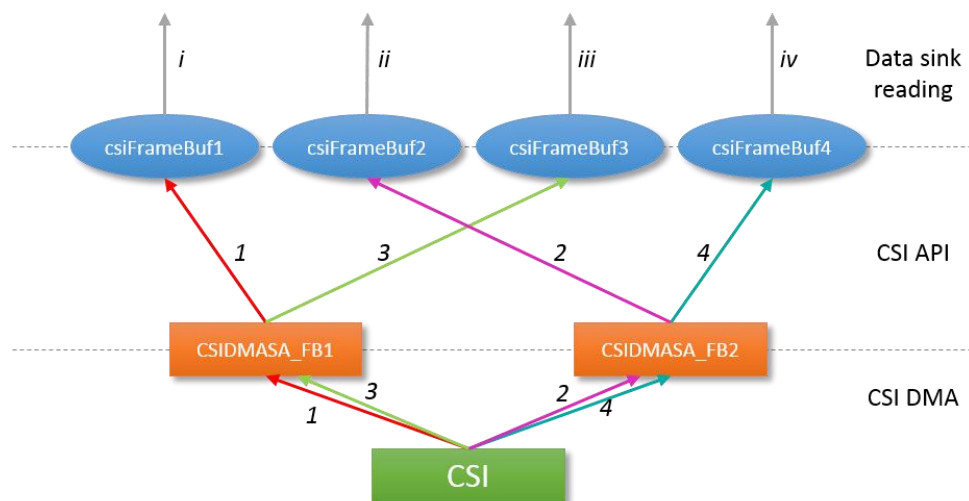 i
ii
iii
iv
Data sink
reading
csiFrameBuf1
csiFrameBuf2
csiFrameBuf3
csiFrameBuf4
1
3
2
4
CSI API
CSIDMASA_FB1
CSIDMASA_FB2
3
2
1
4
CSI DMA
CSI